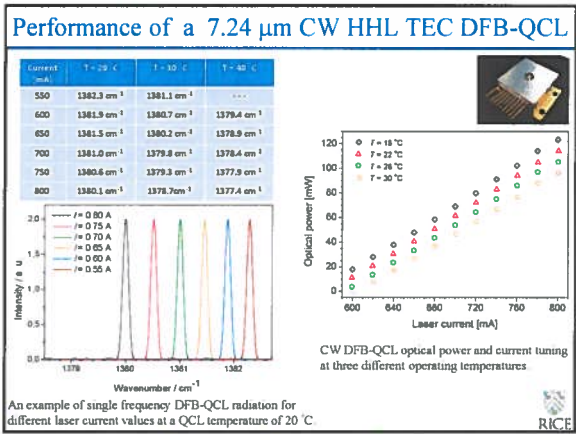 Performance of a 7.24 µm CW HHL TEC DFB-QCL
Current T = 20 C T = 30 C T = 40 C
[mA]
550 1382.3 cm-1 1381.1 cm-1 ---
600 1381.9 cm-1 1380.7 cm-1 1379.4 cm-1
650 1381.5 cm-1 1380.2 cm-1 1378.9 cm-1
700 1381.0 cm-1 1379.8 cm-1 1378.4 cm-1
750 1380.6 cm-1 1379.3 cm-1 1377.9 cm-1
800 1380.1 cm-1 1378.7cm-1 1377.4 cm-1
I = 0 80 A
I = 0 75 A
I = 0 70 A
I = 0 65 A
I = 0 60 A
I = 0 55 A
2.0
1.5
1.0
0.5
0.0
Intensity / a u
1379 1380 1381 1382
Wavenumber / cm-1
An example of single frequency DFB-QCL radiation for
different laser current values at a QCL temperature of 20 °C
T = 18 °C
T = 22 °C
T = 26 °C
T = 30 °C
120
100
80
60
40
20
0
Optical power [mW]
600 640 680 720 760 800
Laser current [mA]
CW DFB-QCL optical power and current tuning
at three different operating temperatures
RICE